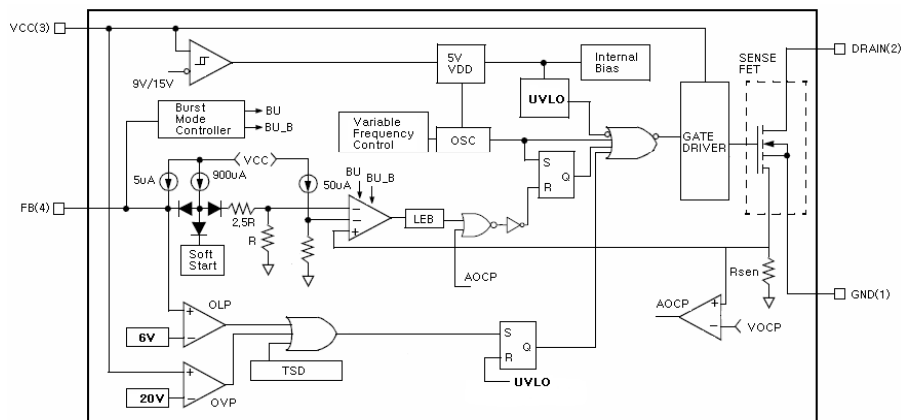 VCC(3)
DRAIN(2)
SENSE
FET
9V/15V
5V
VDD
Internal
Bias
UVLO
Burst
Mode
Controller
BU
BU_B
Variable
Frequency
Control
OSC
GATE
DRIVER
VCC
5uA
900uA
50uA
BU
BU_B
S
Q
R
FB(4)
2,5R
R
LEB
Soft
Start
AOCP
Rsen
GND(1)
AOCP
VOCP
OLP
6V
TSD
S
R
Q
UVLO
20V
OVP